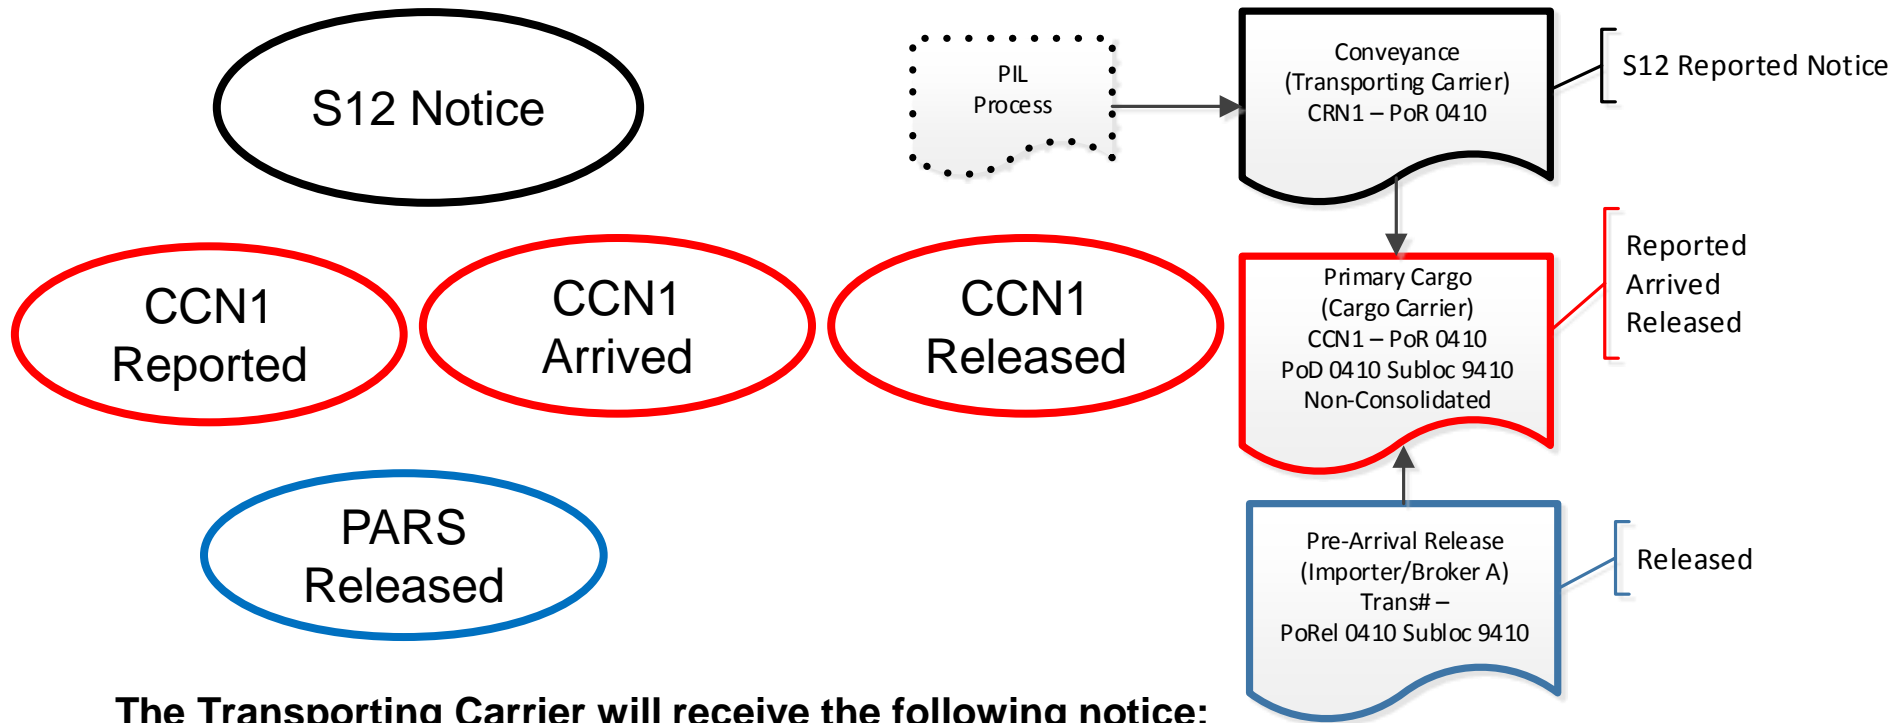 S12 Notice
PIL
Process
Conveyance
(Transporting Carrier)
CRN1 – PoR 0410
S12 Reported Notice
CCN1
Reported
CCN1
Arrived
CCN1
Released
Primary Cargo
(Cargo Carrier)
CCN1 – PoR 0410
PoD 0410 Subloc 9410
Non-Consolidated
Reported
Arrived
Released
PARS
Released
Pre-Arrival Release
(Importer/Broker A)
Trans# –
PoRel 0410 Subloc 9410
Released
The Transporting Carrier will receive the following notice: